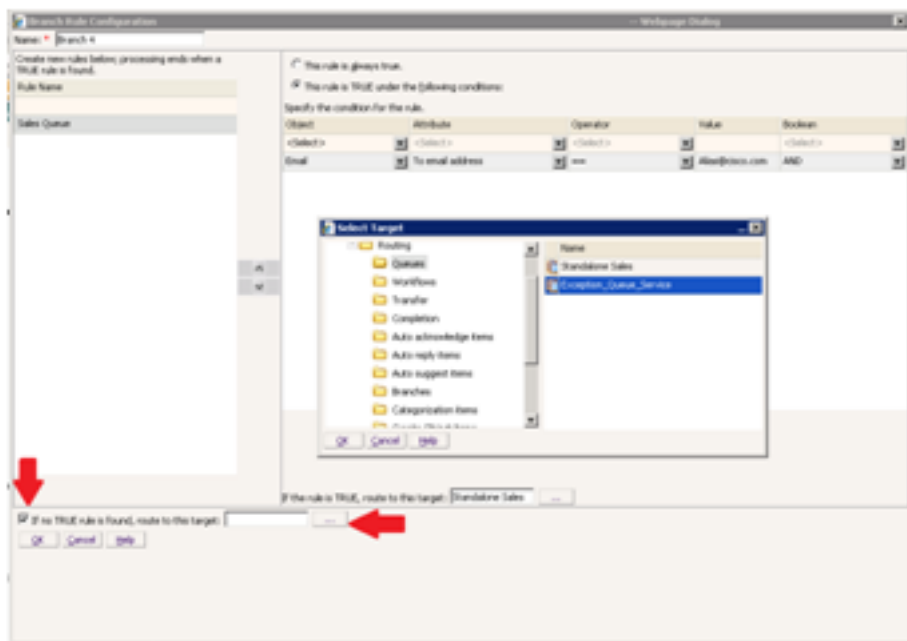 Branch Rule Configuration -- Webpage Dialog
Name: * Branch 4
Create new rules below; processing ends when a
TRUE rule is found.
Rule Name
Sales Queue
This rule is always true.
This rule is TRUE under the following conditions:
Specify the condition for the rule.
Object Attribute Operator Value Boolean
<Select> <Select> <Select> <Select>
Email To email address == Alias@cisco.com AND
Select Target
Routing
Queues
Workflows
Transfer
Completion
Auto acknowledge items
Auto reply items
Auto suggest items
Branches
Categorization items
Name
Standalone Sales
Exception_Queue_Service
OK Cancel Help
If the rule is TRUE, route to this target: Standalone Sales ...
If no TRUE rule is found, route to this target: ...
OK Cancel Help